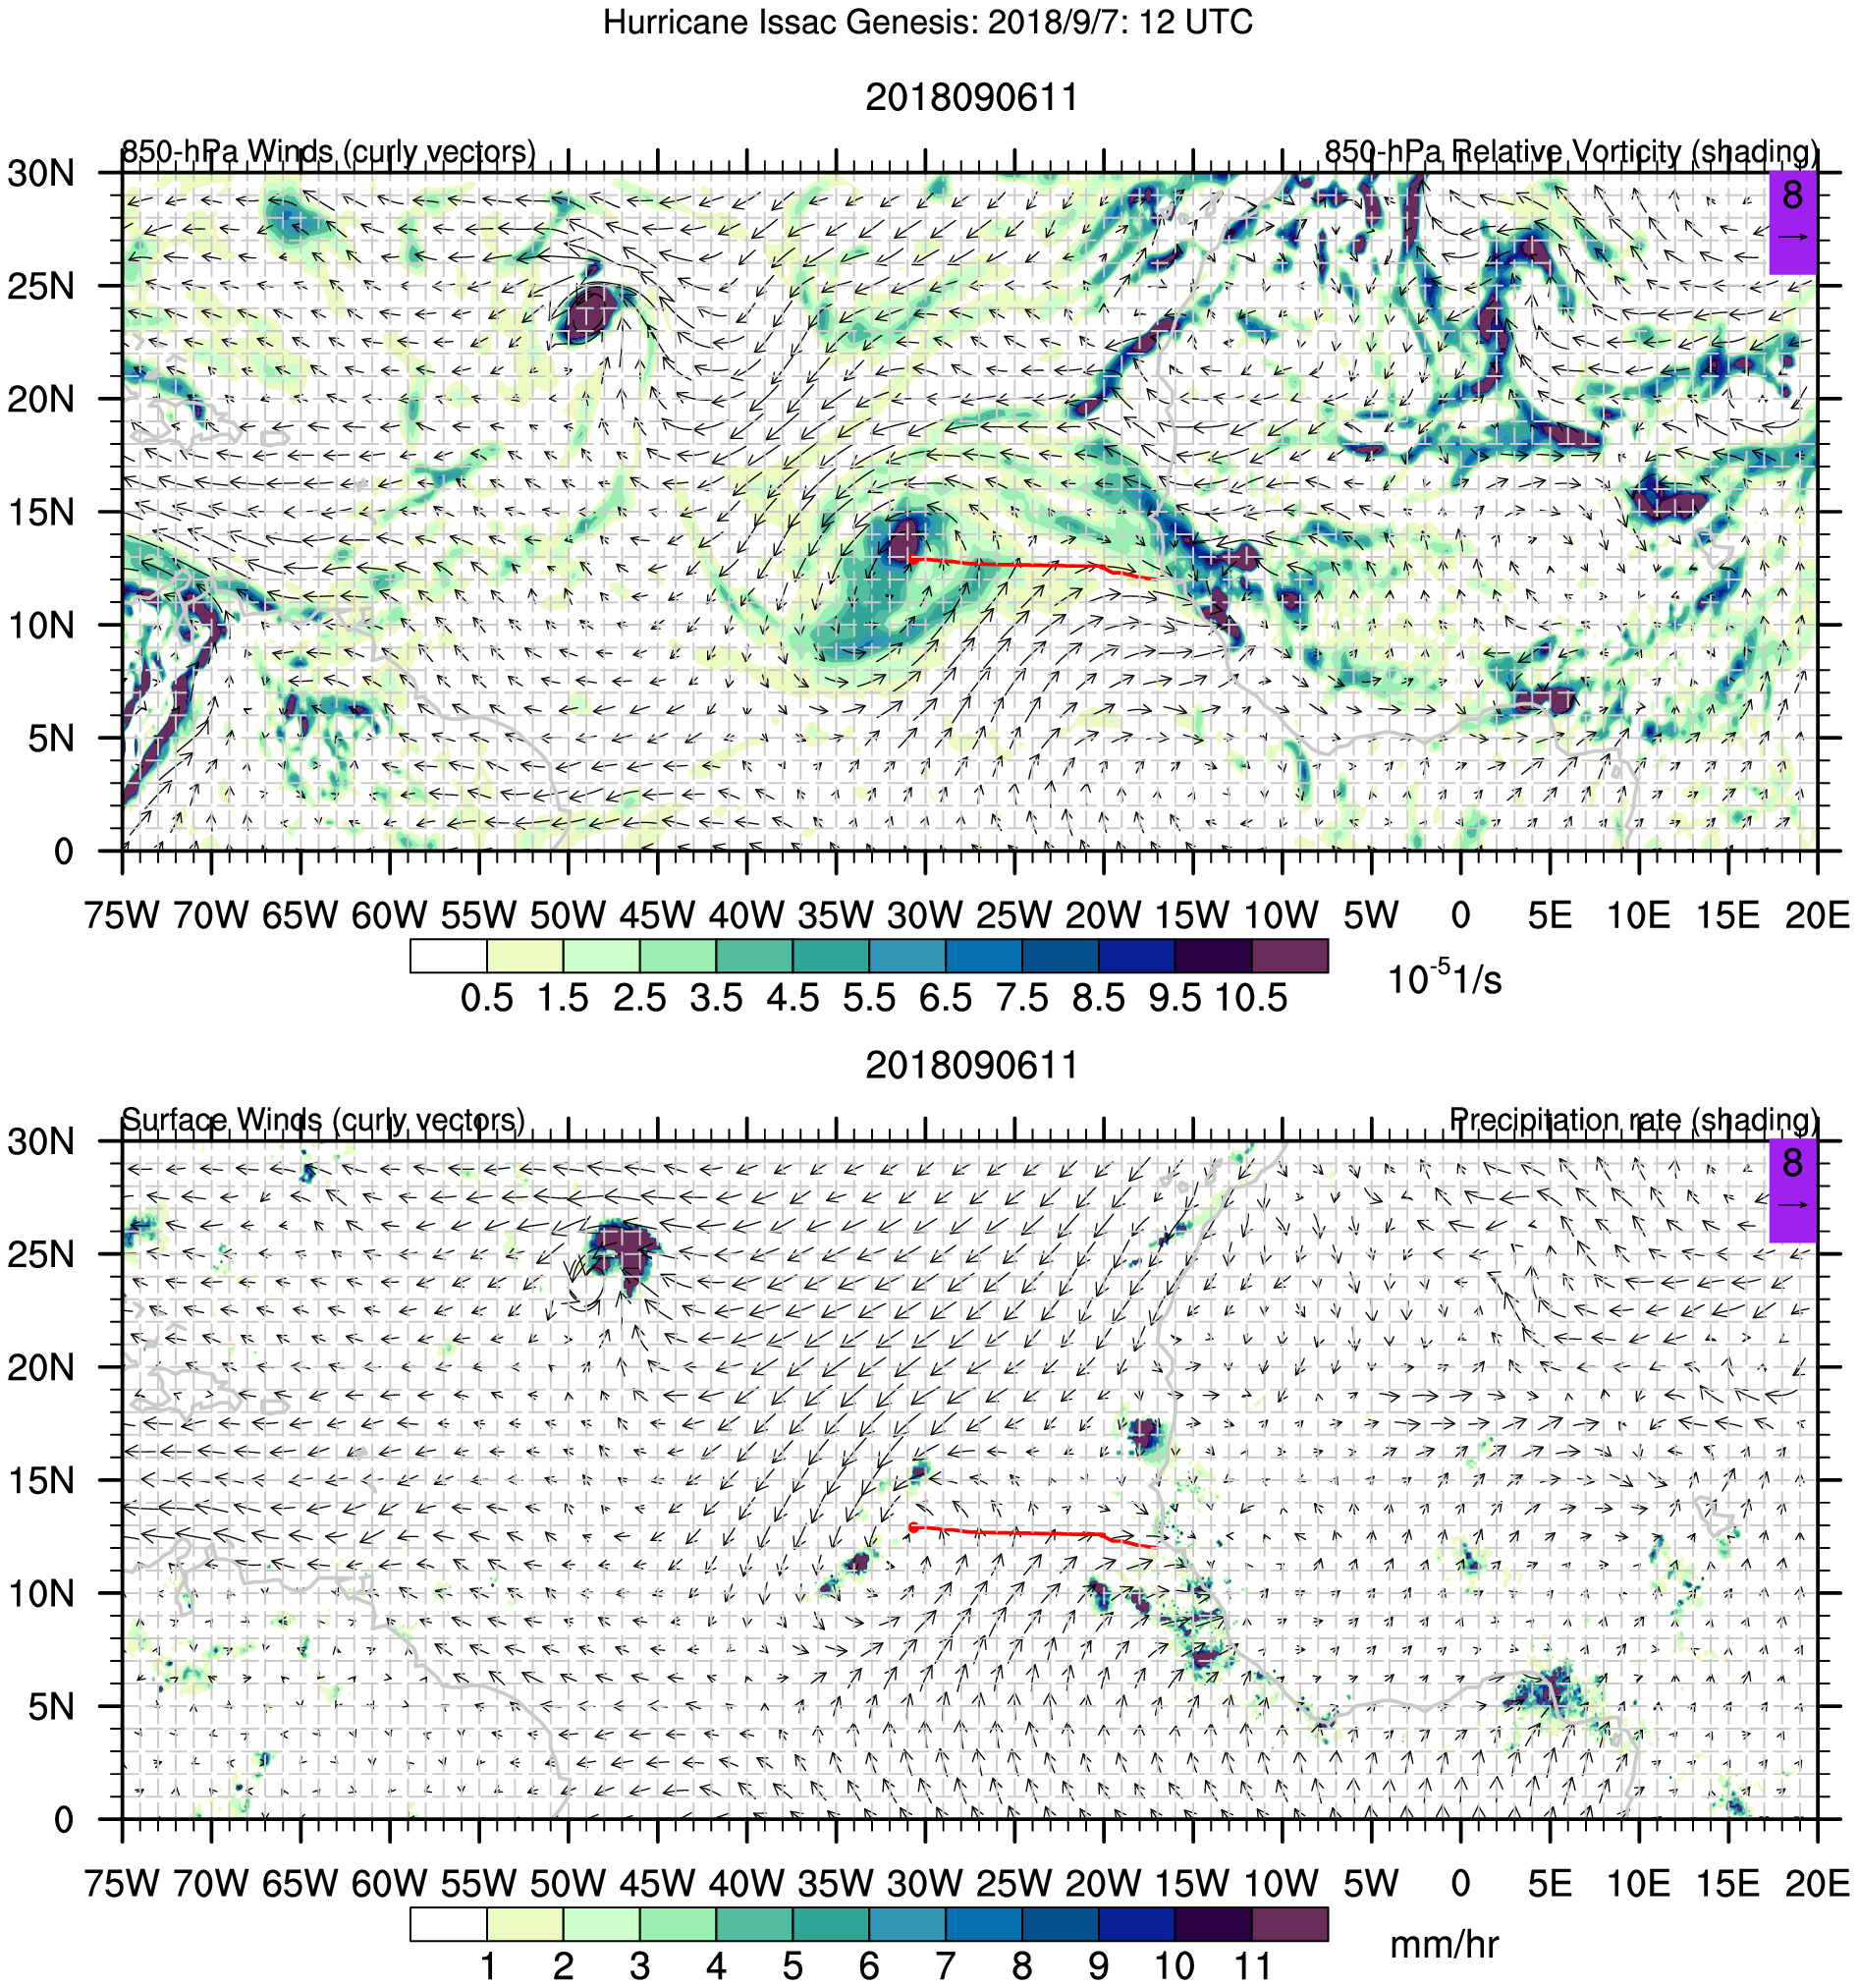 Hurricane Issac Genesis: 2018/9/7: 12 UTC
2018090611
850-hPa Winds (curly vectors) 850-hPa Relative Vorticity (shading)
30N
8
25N
20N
15N
10N
5N
0
75W 70W 65W 60W 55W 50W 45W 40W 35W 30W 25W 20W 15W 10W 5W 0 5E 10E 15E 20E
0.5 1.5 2.5 3.5 4.5 5.5 6.5 7.5 8.5 9.5 10.5
10-51/s
2018090611
Surface Winds (curly vectors) Precipitation rate (shading)
30N
8
25N
20N
15N
10N
5N
0
75W 70W 65W 60W 55W 50W 45W 40W 35W 30W 25W 20W 15W 10W 5W 0 5E 10E 15E 20E
1 2 3 4 5 6 7 8 9 10 11
mm/hr